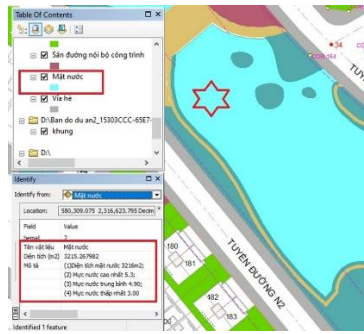 Table Of Contents
Sân đường nội bộ công trình
Mặt nước
Vỉa hè
D:\Ban do du an2_15303CCC-65E7-
khung
D:\
Identify
Identify from: Mặt nước
Location: 580,309.075 2,316,623.795 Decim
Field Value
Tên vật liệu Mặt nước
Diện tích (m2) 3215.267982
Mô tả (1)Diện tích mặt nước 3216m2;
(2) Mực nước cao nhất 5.3;
(3) Mực nước trung bình 4.90;
(4) Mực nước thấp nhất 3.00
Identified 1 feature
34
TUYẾN ĐƯỜNG N2
180
181
182
183